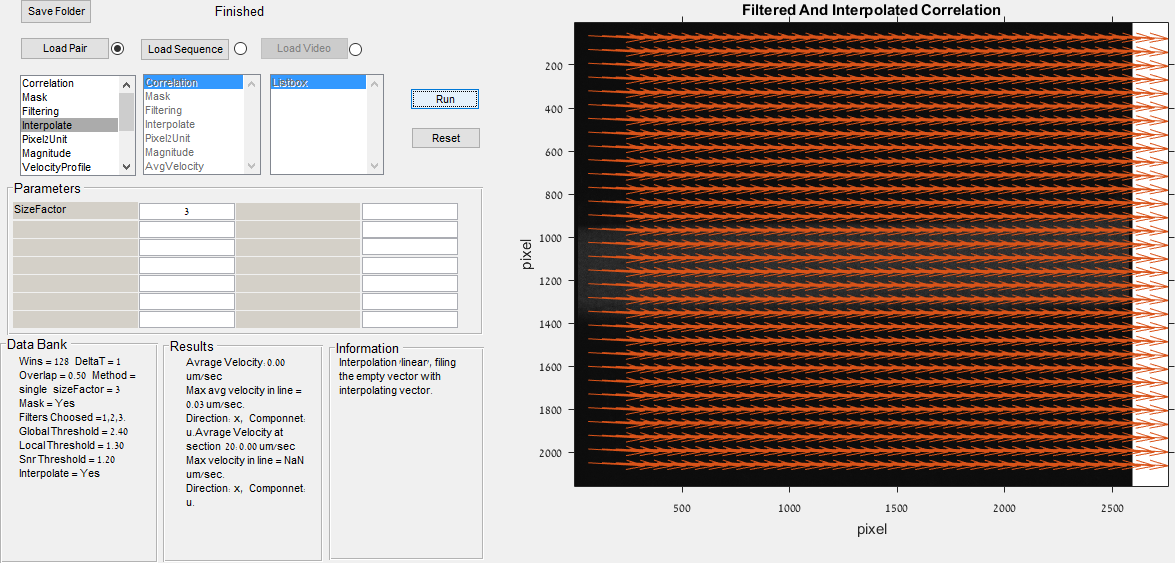 Save Folder
Finished
Load Pair
Load Sequence
Load Video
Correlation
Mask
Filtering
Interpolate
Pixel2Unit
Magnitude
VelocityProfile
Correlation
Mask
Filtering
Interpolate
Pixel2Unit
Magnitude
AvgVelocity
Listbox
Run
Reset
Parameters
SizeFactor
3
Data Bank
Wins = 128 DeltaT = 1
Overlap = 0.50 Method =
single sizeFactor = 3
Mask = Yes
Filters Choosed =1,2,3.
Global Threshold = 2.40
Local Threshold = 1.30
Snr Threshold = 1.20
Interpolate = Yes
Results
Avrage Velocity: 0.00
um/sec
Max avg velocity in line =
0.03 um/sec.
Direction: x, Componnet:
u.Avrage Velocity at
section 20: 0.00 um/sec
Max velocity in line = NaN
um/sec.
Direction: x, Componnet:
u.
Information
Interpolation 'linear', filing
the empty vector with
interpolating vector.
Filtered And Interpolated Correlation
200
400
600
800
1000
1200
1400
1600
1800
2000
pixel
500
1000
1500
2000
2500
pixel